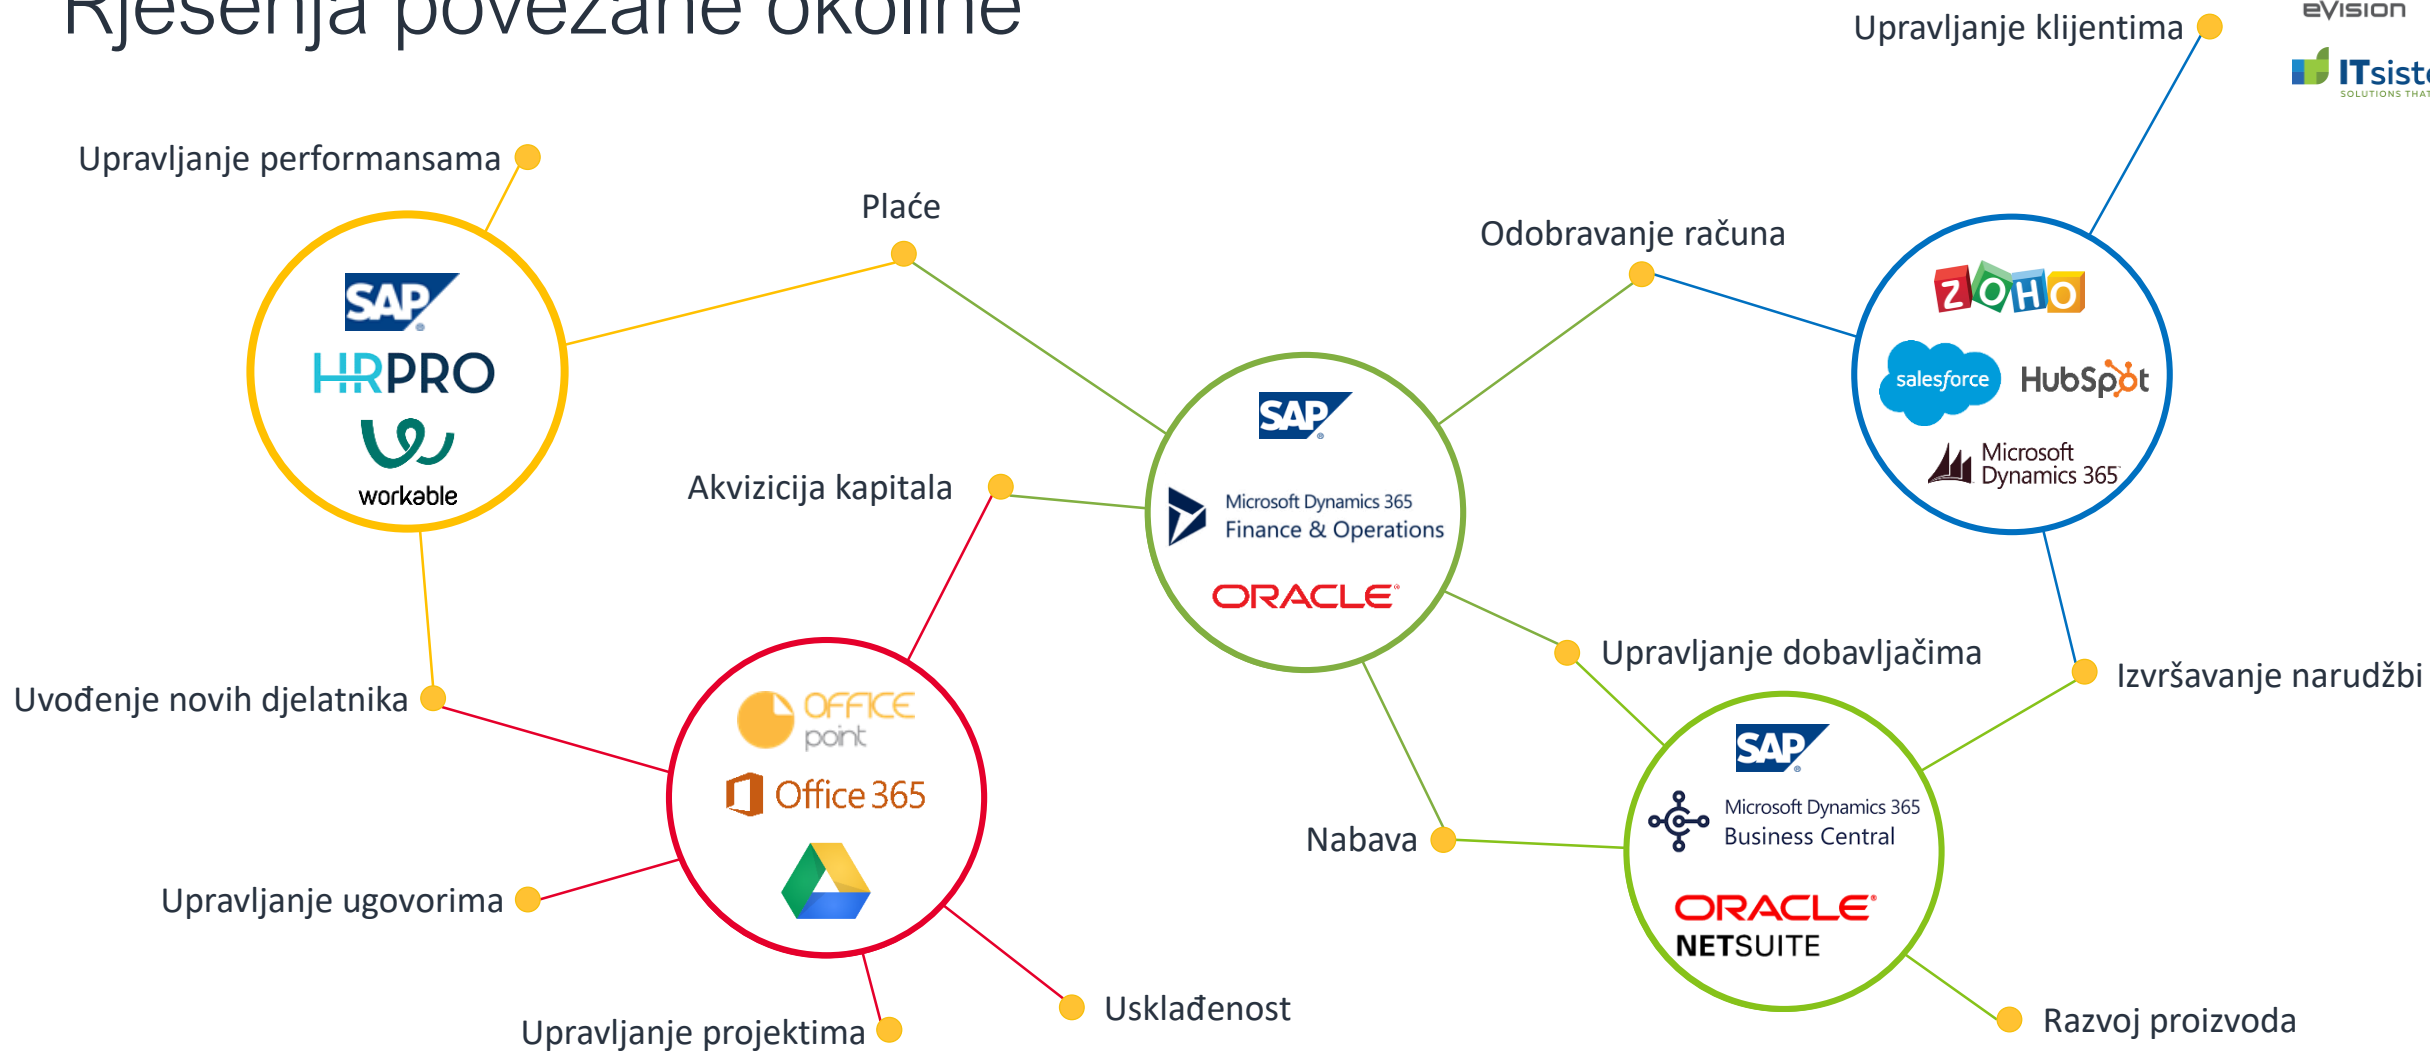 Rješenja povezane okoline
Upravljanje klijentima
eVision
ITsiste
SOLUTIONS THAT
Upravljanje performansama
Plaće
Odobravanje računa
SAP
HRPRO
workable
ZOHO
salesforce
HubSpot
Microsoft
Dynamics 365
SAP
Microsoft Dynamics 365
Finance & Operations
ORACLE
Akvizicija kapitala
Uvođenje novih djelatnika
OFFICE
point
Office 365
Upravljanje dobavljačima
Izvršavanje narudžbi
SAP
Microsoft Dynamics 365
Business Central
ORACLE
NETSUITE
Nabava
Upravljanje ugovorima
Upravljanje projektima
Usklađenost
Razvoj proizvoda